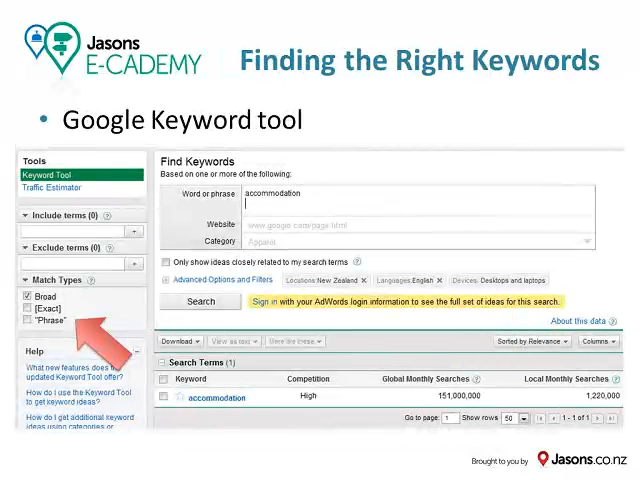 Jasons
E-CADEMY
Finding the Right Keywords
• Google Keyword tool
Tools
Keyword Tool
Traffic Estimator
Include terms (0)
Exclude terms (0)
Match Types
Broad
[Exact]
"Phrase"
Help
What new features does the
updated Keyword Tool offer?
How do I use the Keyword Tool
to get keyword ideas?
How do I get additional keyword
ideas using categories or
Find Keywords
Based on one or more of the following:
Word or phrase accommodation
Website www.google.com/page.html
Category Apparel
Only show ideas closely related to my search terms
Advanced Options and Filters Locations: New Zealand Languages: English Devices: Desktops and laptops
Search Sign in with your AdWords login information to see the full set of ideas for this search.
About this data
Download View as text More like these Sorted by Relevance Columns
Search Terms (1)
Keyword Competition Global Monthly Searches Local Monthly Searches
accommodation High 151,000,000 1,220,000
Go to page: 1 Show rows 50 1 - 1 of 1
Brought to you by Jasons.co.nz